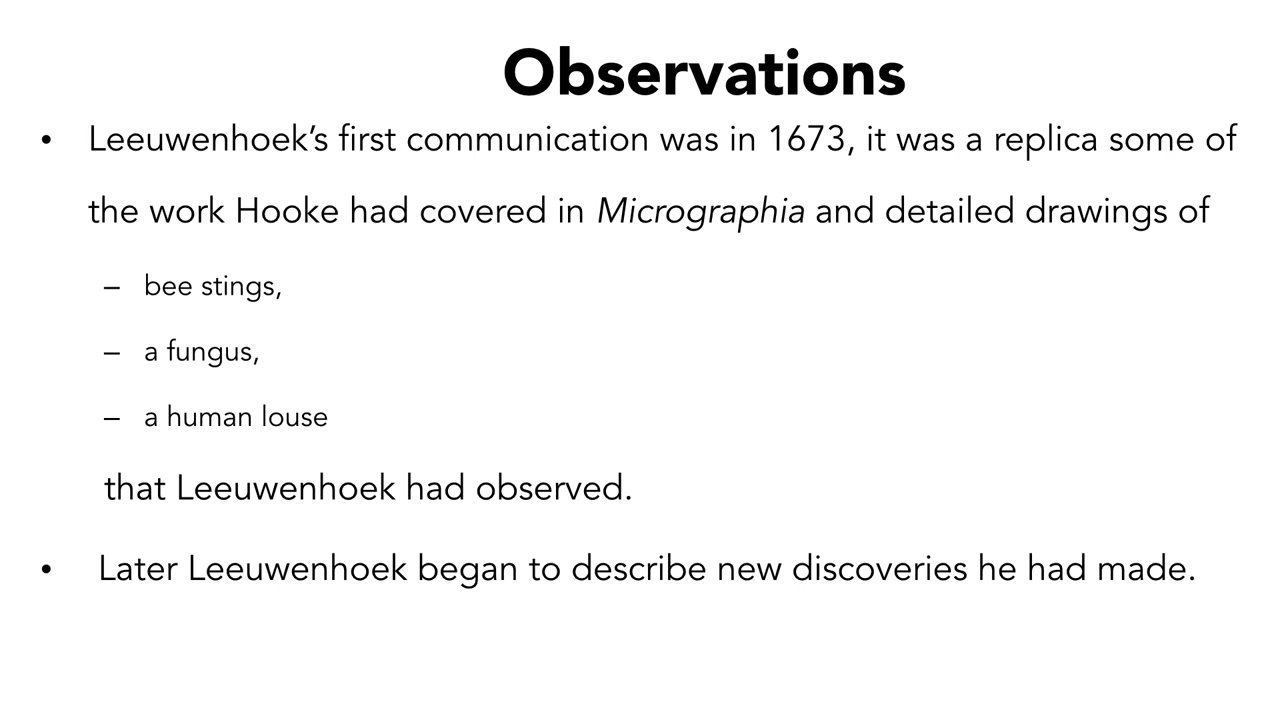 Observations
• Leeuwenhoek’s first communication was in 1673, it was a replica some of
the work Hooke had covered in Micrographia and detailed drawings of
– bee stings,
– a fungus,
– a human louse
that Leeuwenhoek had observed.
• Later Leeuwenhoek began to describe new discoveries he had made.